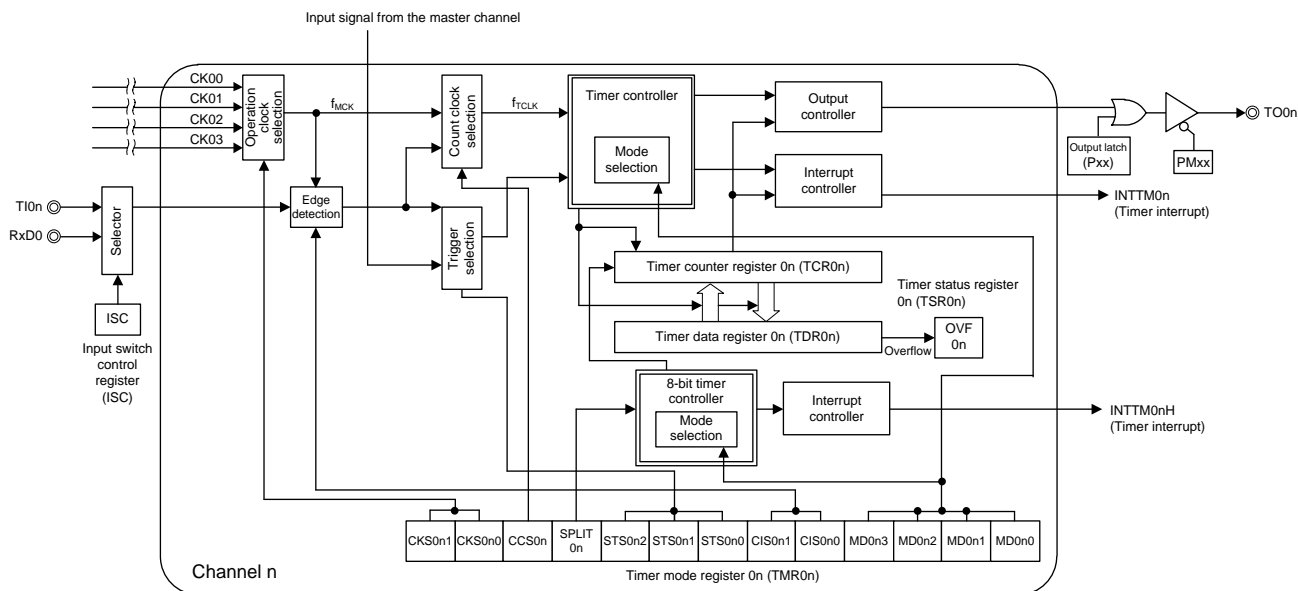 Input signal from the master channel
CK00
CK01
CK02
CK03
Operation
clock
selection
fMCK
Count clock
selection
fTCLK
Timer controller
Mode
selection
Output
controller
Output latch
(Pxx)
PMxx
TO0n
Interrupt
controller
INTTM0n
(Timer interrupt)
TI0n
RxD0
Selector
Edge
detection
Trigger
selection
ISC
Input switch
control
register
(ISC)
Timer counter register 0n (TCR0n)
Timer status register
0n (TSR0n)
Timer data register 0n (TDR0n)
Overflow
OVF
0n
8-bit timer
controller
Mode
selection
Interrupt
controller
INTTM0nH
(Timer interrupt)
CKS0n1
CKS0n0
CCS0n
SPLIT
0n
STS0n2
STS0n1
STS0n0
CIS0n1
CIS0n0
MD0n3
MD0n2
MD0n1
MD0n0
Channel n
Timer mode register 0n (TMR0n)